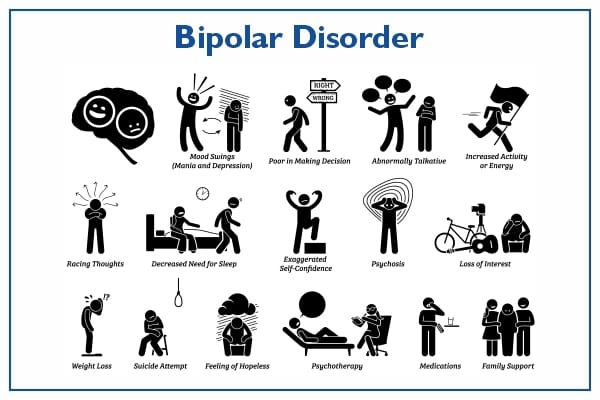 Bipolar Disorder
RIGHT
WRONG
Mood Swings
(Mania and Depression)
Poor in Making Decision
Abnormally Talkative
Increased Activity
or Energy
Racing Thoughts
Decreased Need for Sleep
Exaggerated
Self-Confidence
Psychosis
Loss of Interest
!?
Weight Loss
Suicide Attempt
Feeling of Hopeless
Psychotherapy
Medications
Family Support